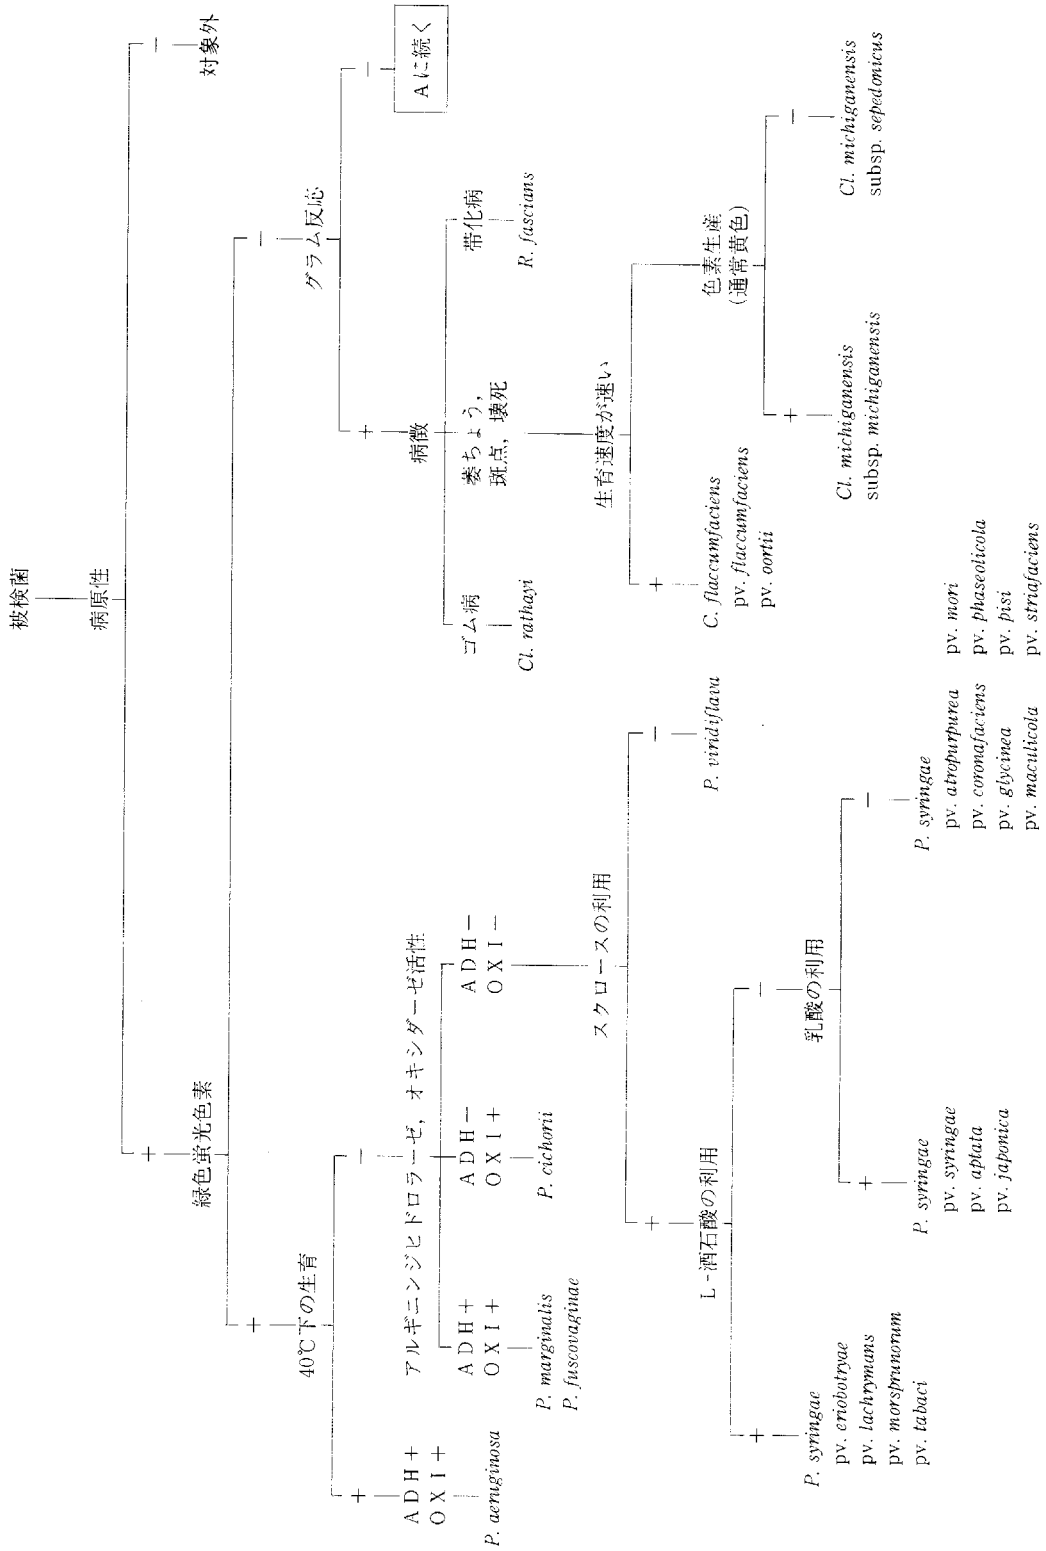 被検菌
病原性
+
−
対象外
緑色蛍光色素
+
−
40℃下の生育
グラム反応
+
−
+
−
Aに続く
ADH+
OXI+
P. aeruginosa
アルギニンジヒドロラーゼ, オキシダーゼ活性
ADH+
OXI+
P. marginalis
P. fuscovaginae
ADH−
OXI+
P. cichorii
ADH−
OXI−
病徴
ゴム病
Cl. rathayi
萎ちょう,
斑点, 壊死
帯化病
R. fascians
スクロースの利用
+
−
P. viridiflava
生育速度が速い
+
C. flaccumfaciens
pv. flaccumfaciens
pv. oortii
色素生産
(通常黄色)
+
−
Cl. michiganensis
subsp. michiganensis
Cl. michiganensis
subsp. sepedonicus
L-酒石酸の利用
+
−
P. syringae
pv. eriobotryae
pv. lachrymans
pv. morsprunorum
pv. tabaci
乳酸の利用
+
−
P. syringae
pv. syringae
pv. aptata
pv. japonica
P. syringae
pv. atropurpurea
pv. coronafaciens
pv. glycinea
pv. maculicola
pv. mori
pv. phaseolicola
pv. pisi
pv. striafaciens